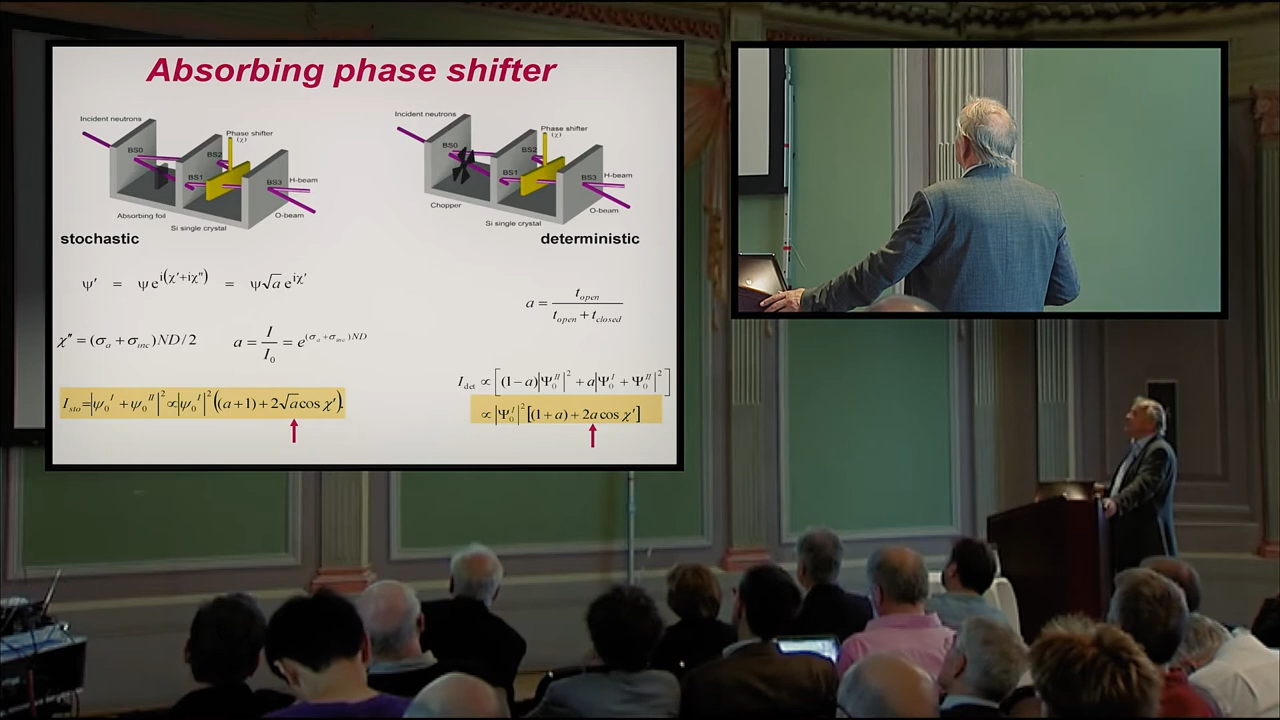 Absorbing phase shifter
Incident neutrons
Phase shifter
(χ)
BS0
BS2
BS1
BS3
H-beam
O-beam
Absorbing foil
Si single crystal
stochastic
Incident neutrons
Phase shifter
(χ)
BS0
BS2
BS1
BS3
H-beam
O-beam
Chopper
Si single crystal
deterministic
ψ' = ψ e^{i(χ'+iχ'')} = ψ√a e^{iχ'}
χ'' = (σ_a + σ_inc)ND/2
a = I/I_0 = e^{(σ_a+σ_inc)ND}
I_sto=|ψ_0^I + ψ_0^II|^2 ∝|ψ_0^I|^2((a+1)+2√a cos χ').
a = t_open / (t_open + t_closed)
I_det ∝ [(1−a)|Ψ_0^II|^2 + a|Ψ_0^I + Ψ_0^II|^2]
∝ |Ψ_0^I|^2[(1+a)+2a cos χ']